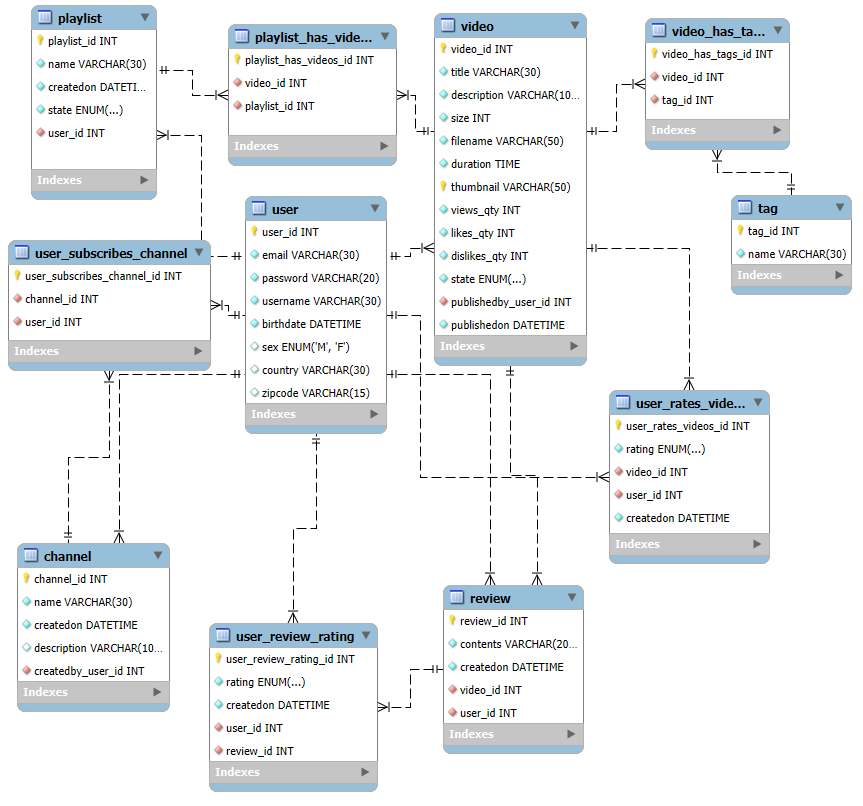 playlist
playlist_id INT
name VARCHAR(30)
createdon DATETI...
state ENUM(...)
user_id INT
Indexes
playlist_has_vide...
playlist_has_videos_id INT
video_id INT
playlist_id INT
Indexes
video
video_id INT
title VARCHAR(30)
description VARCHAR(10...
size INT
filename VARCHAR(50)
duration TIME
thumbnail VARCHAR(50)
views_qty INT
likes_qty INT
dislikes_qty INT
state ENUM(...)
publishedby_user_id INT
publishedon DATETIME
Indexes
video_has_ta...
video_has_tags_id INT
video_id INT
tag_id INT
Indexes
tag
tag_id INT
name VARCHAR(30)
Indexes
user
user_id INT
email VARCHAR(30)
password VARCHAR(20)
username VARCHAR(30)
birthdate DATETIME
sex ENUM('M', 'F')
country VARCHAR(30)
zipcode VARCHAR(15)
Indexes
user_subscribes_channel
user_subscribes_channel_id INT
channel_id INT
user_id INT
Indexes
user_rates_vide...
user_rates_videos_id INT
rating ENUM(...)
video_id INT
user_id INT
createdon DATETIME
Indexes
channel
channel_id INT
name VARCHAR(30)
createdon DATETIME
description VARCHAR(10...
createdby_user_id INT
Indexes
user_review_rating
user_review_rating_id INT
rating ENUM(...)
createdon DATETIME
user_id INT
review_id INT
Indexes
review
review_id INT
contents VARCHAR(20...
createdon DATETIME
video_id INT
user_id INT
Indexes